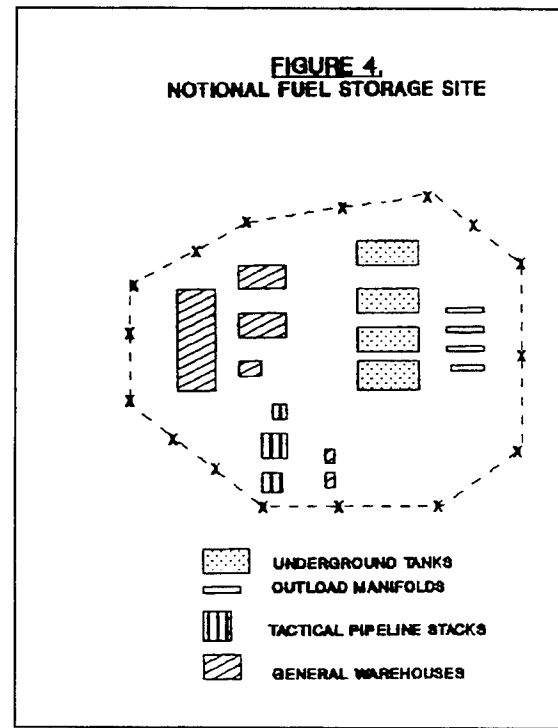 FIGURE 4.
NOTIONAL FUEL STORAGE SITE
UNDERGROUND TANKS
OUTLOAD MANIFOLDS
TACTICAL PIPELINE STACKS
GENERAL WAREHOUSES